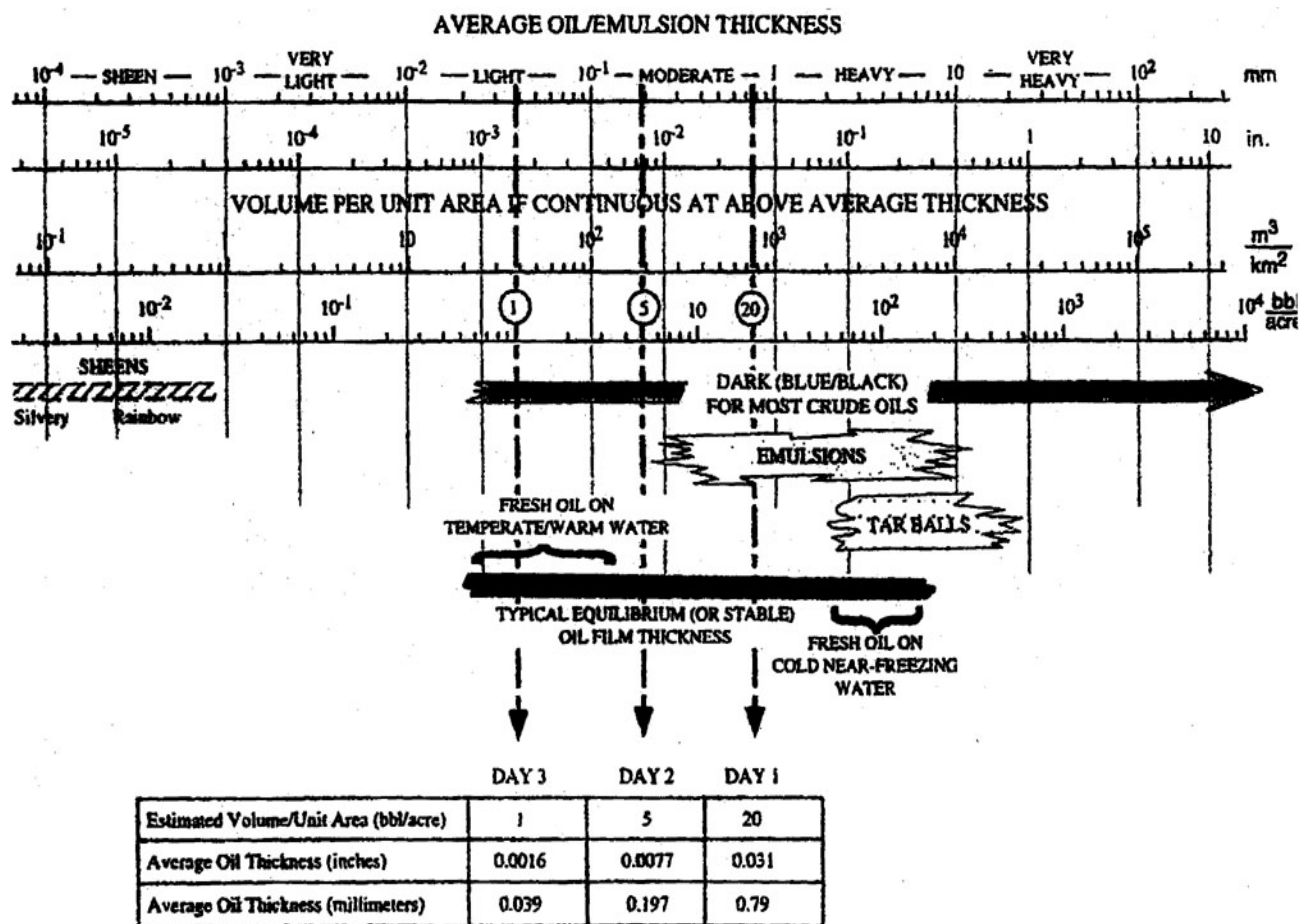 AVERAGE OIL/EMULSION THICKNESS
10⁻⁴ — SHEEN — 10⁻³ VERY LIGHT 10⁻² — LIGHT — 10⁻¹ — MODERATE — 1 — HEAVY — 10 — VERY HEAVY — 10² mm
10⁻⁵ 10⁻⁴ 10⁻³ 10⁻² 10⁻¹ 1 10 in.
VOLUME PER UNIT AREA IF CONTINUOUS AT ABOVE AVERAGE THICKNESS
10⁻¹ 1 10 10² 10³ 10⁴ 10⁵ m³/km²
10⁻² 10⁻¹ 1 5 10 20 10² 10³ 10⁴ bbl/acre
SHEENS
Silvery Rainbow
DARK (BLUE/BLACK)
FOR MOST CRUDE OILS
EMULSIONS
TAR BALLS
FRESH OIL ON
TEMPERATE/WARM WATER
TYPICAL EQUILIBRIUM (OR STABLE)
OIL FILM THICKNESS
FRESH OIL ON
COLD NEAR-FREEZING
WATER
DAY 3 DAY 2 DAY 1
Estimated Volume/Unit Area (bbl/acre) 1 5 20
Average Oil Thickness (inches) 0.0016 0.0077 0.031
Average Oil Thickness (millimeters) 0.039 0.197 0.79